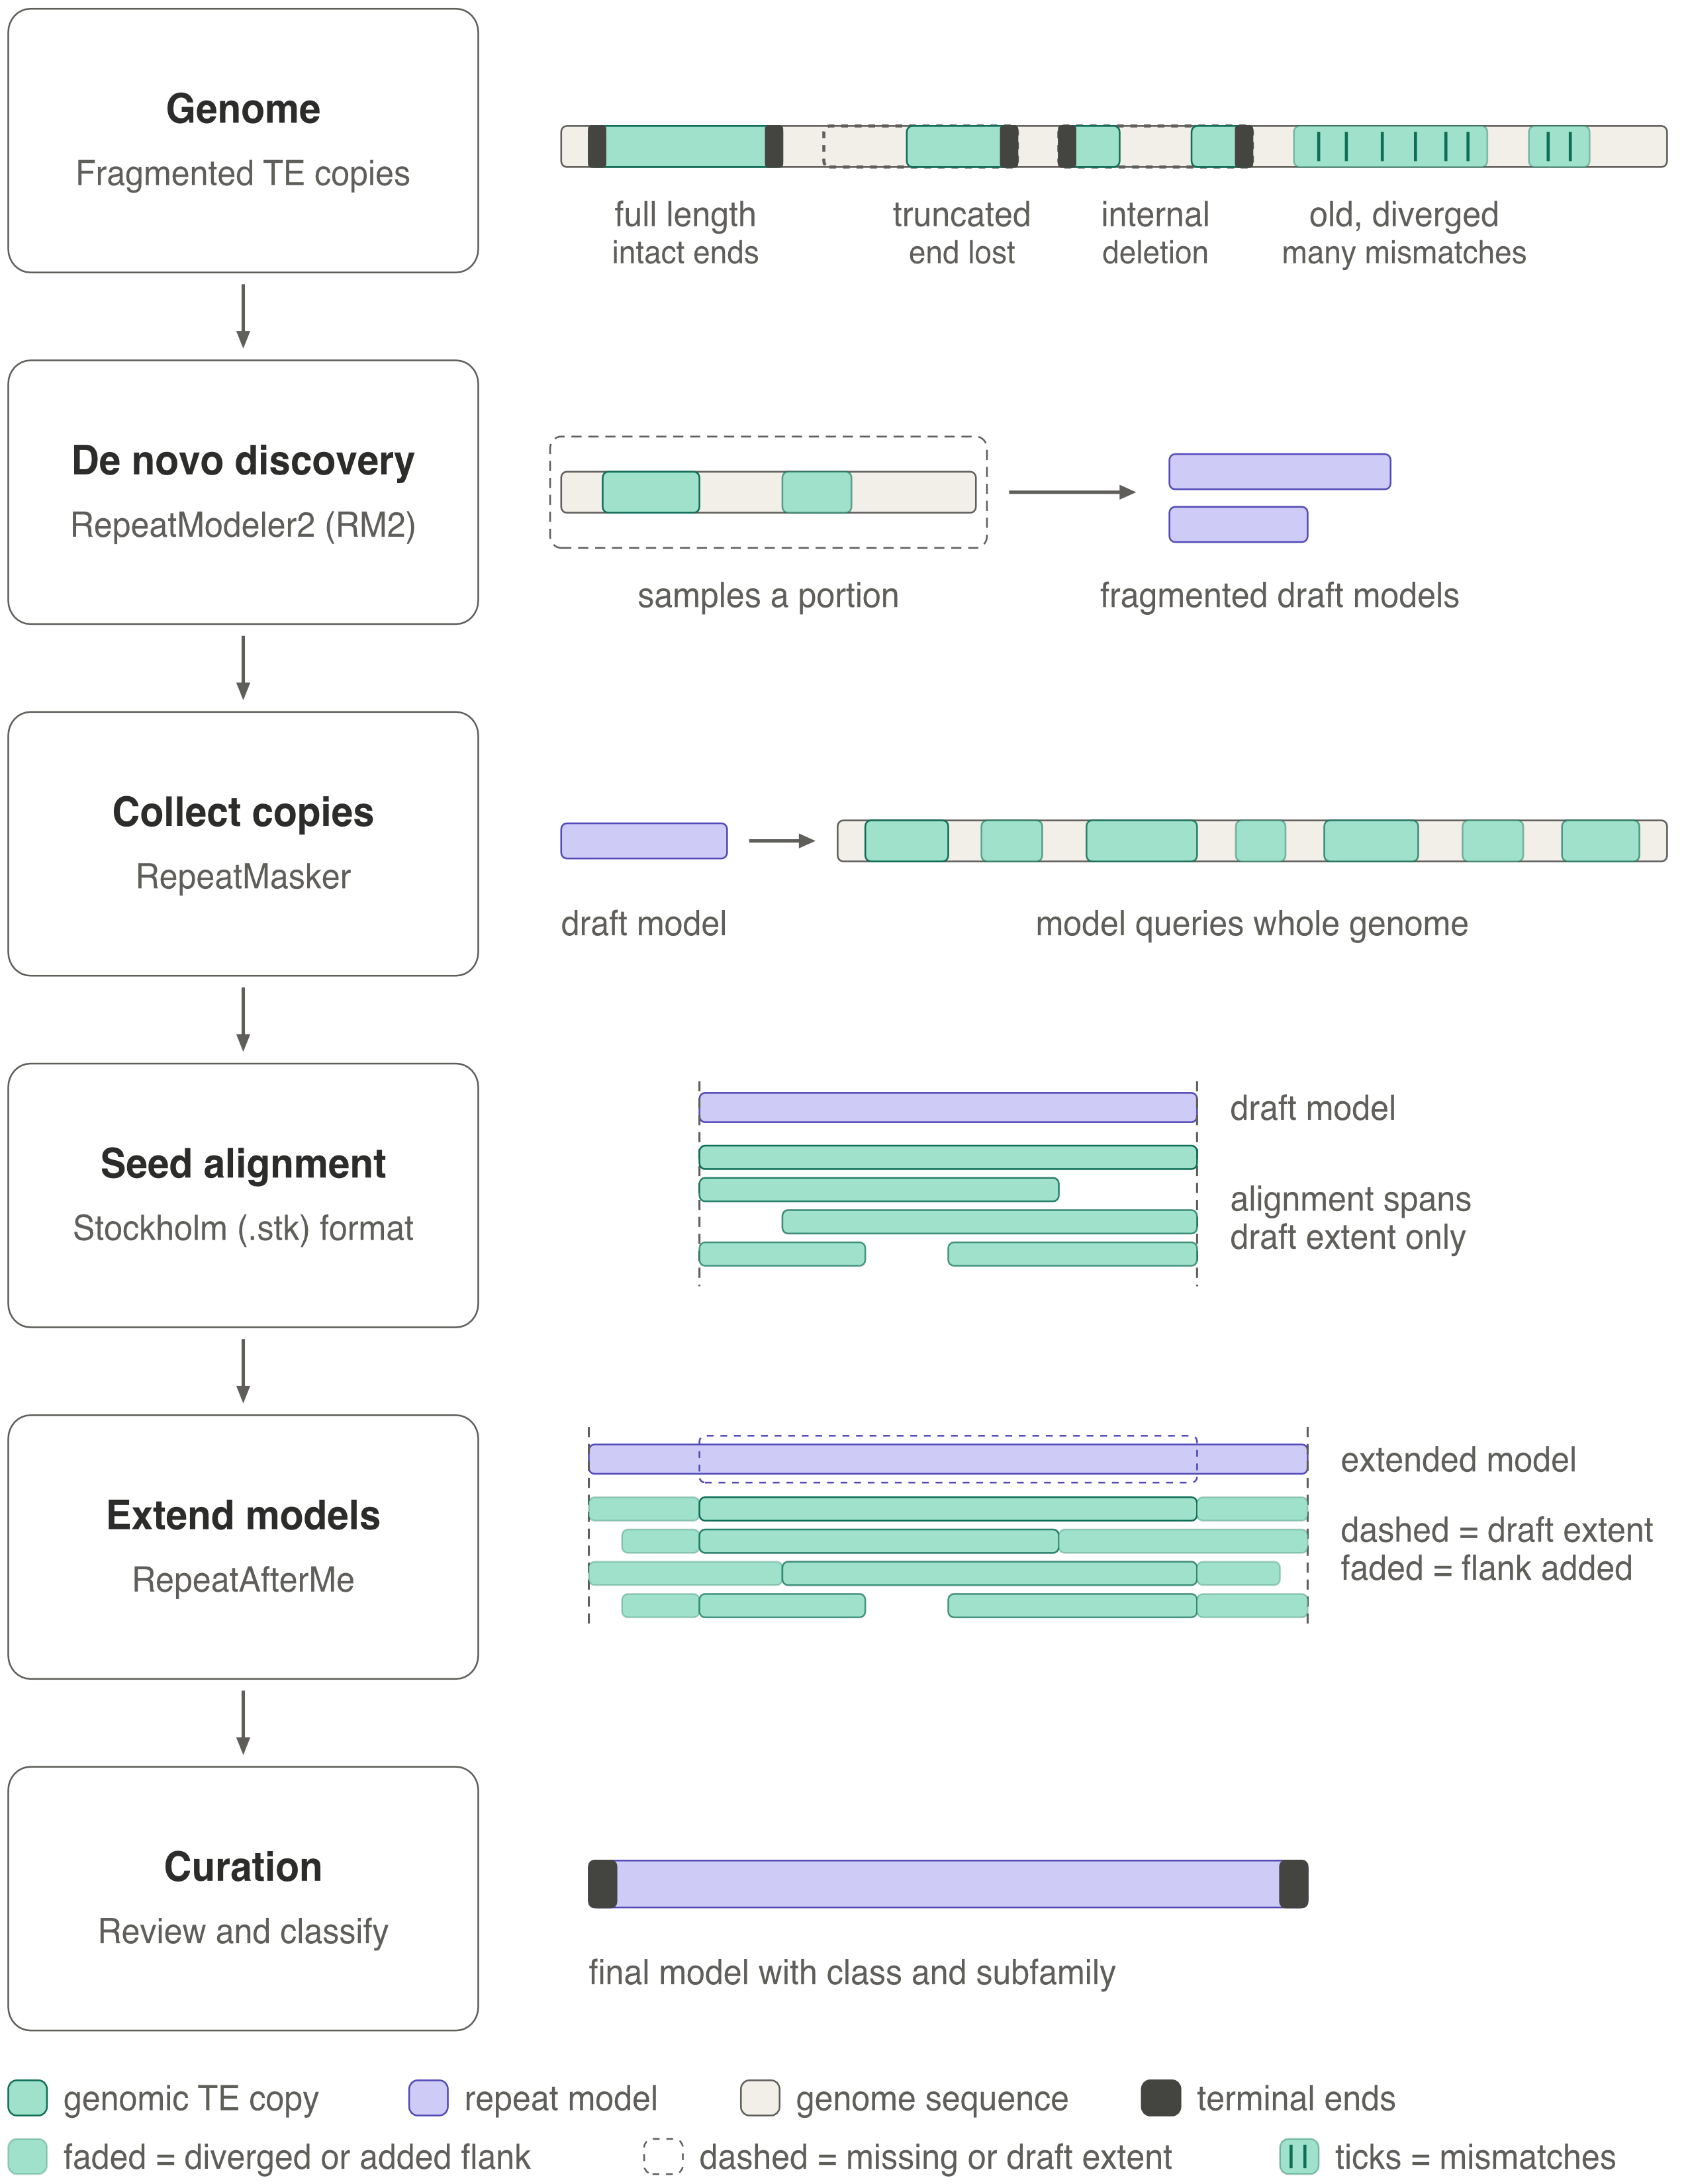 Genome
Fragmented TE copies
full length
intact ends
truncated
end lost
internal
deletion
old, diverged
many mismatches
De novo discovery
RepeatModeler2 (RM2)
samples a portion
fragmented draft models
Collect copies
RepeatMasker
draft model
model queries whole genome
Seed alignment
Stockholm (.stk) format
draft model
alignment spans
draft extent only
Extend models
RepeatAfterMe
extended model
dashed = draft extent
faded = flank added
Curation
Review and classify
final model with class and subfamily
genomic TE copy
repeat model
genome sequence
terminal ends
faded = diverged or added flank
dashed = missing or draft extent
ticks = mismatches